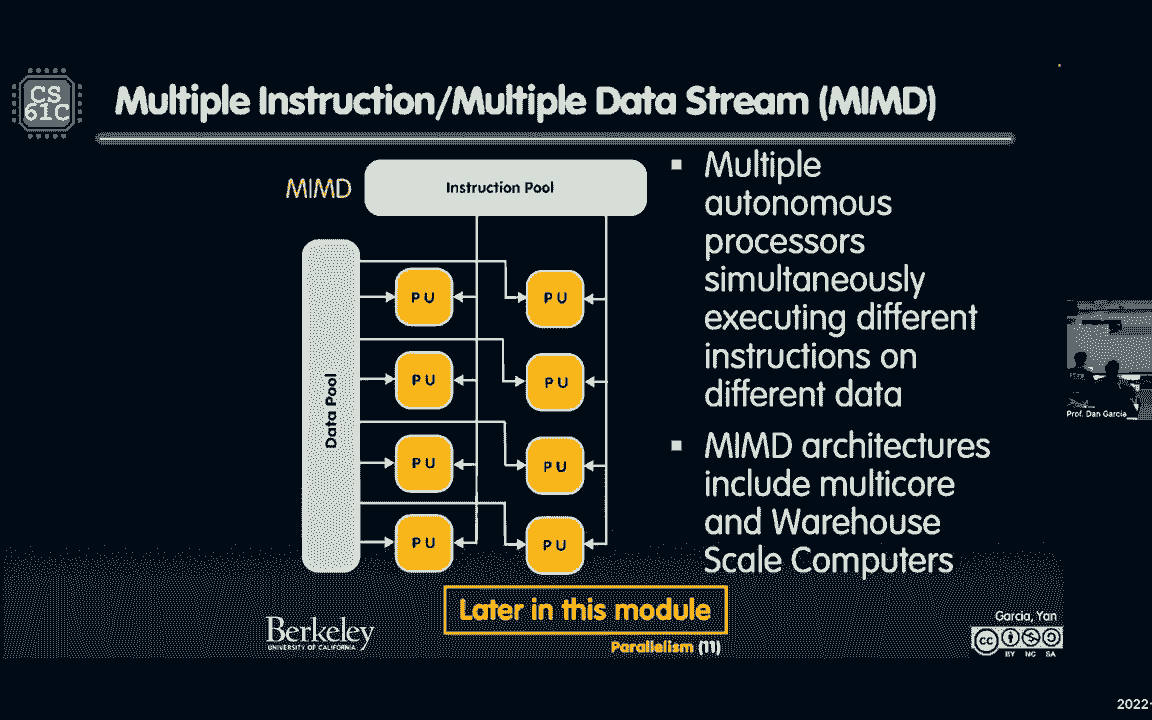 CS
61C
Multiple Instruction/Multiple Data Stream (MIMD)
MIMD
Instruction Pool
Data Pool
PU
PU
PU
PU
PU
PU
PU
PU
▪ Multiple
autonomous
processors
simultaneously
executing different
instructions on
different data
▪ MIMD architectures
include multicore
and Warehouse
Scale Computers
Later in this module
Berkeley
UNIVERSITY OF CALIFORNIA
Parallelism (11)
Garcia, Yan
cc
BY NC SA
Prof. Dan Garcia
2022-